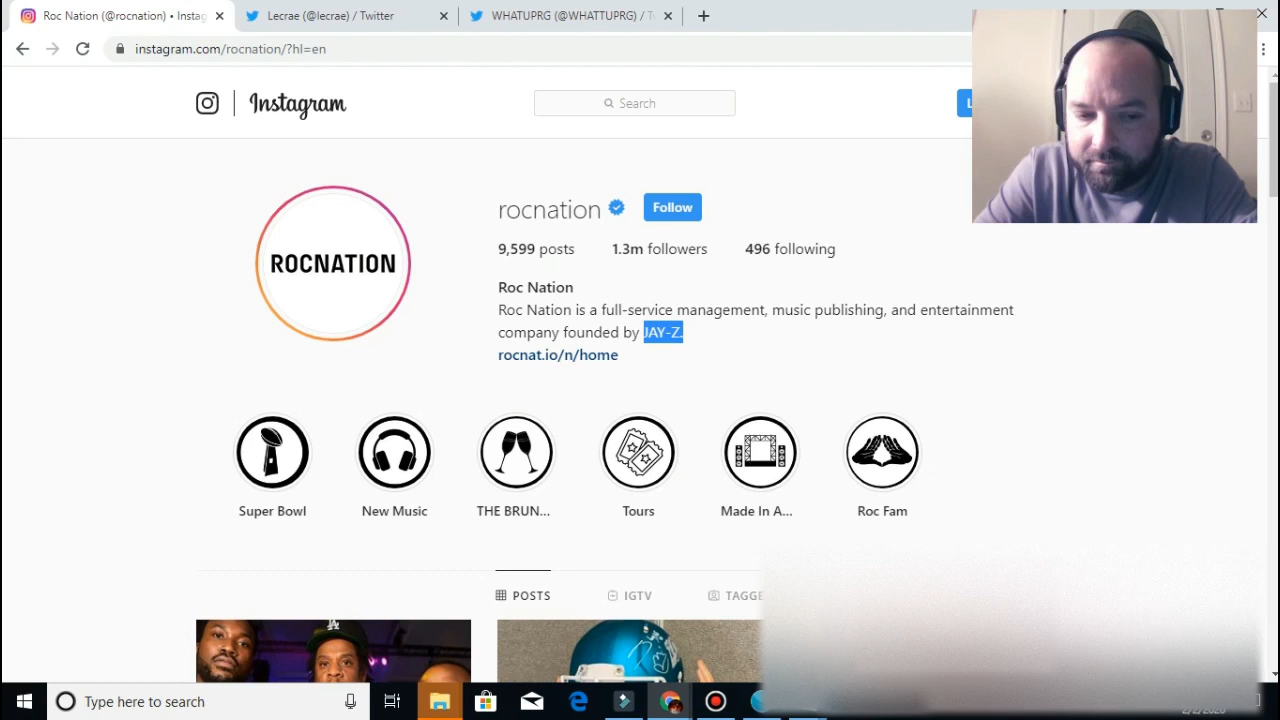 Roc Nation (@rocnation) • Instag
Lecrae (@lecrae) / Twitter
WHATUPRG (@WHATTUPRG) / T
instagram.com/rocnation/?hl=en
Instagram
Search
rocnation
Follow
9,599 posts
1.3m followers
496 following
ROCNATION
Roc Nation
Roc Nation is a full-service management, music publishing, and entertainment
company founded by JAY-Z.
rocnat.io/n/home
Super Bowl
New Music
THE BRUN...
Tours
Made In A...
Roc Fam
POSTS
IGTV
TAGGE
Type here to search